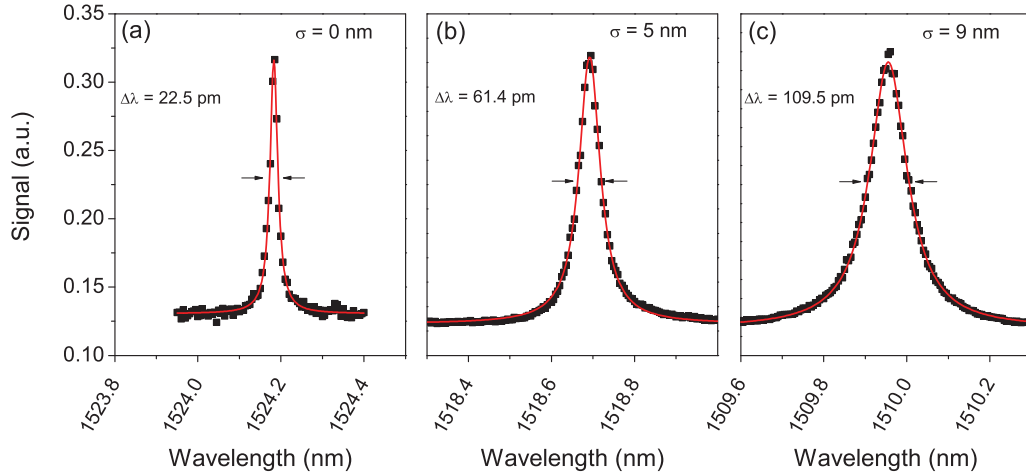 Signal (a.u.)
0.35
0.30
0.25
0.20
0.15
0.10
(a)
σ = 0 nm
Δλ = 22.5 pm
1523.8
1524.0
1524.2
1524.4
Wavelength (nm)
(b)
σ = 5 nm
Δλ = 61.4 pm
1518.4
1518.6
1518.8
Wavelength (nm)
(c)
σ = 9 nm
Δλ = 109.5 pm
1509.6
1509.8
1510.0
1510.2
Wavelength (nm)